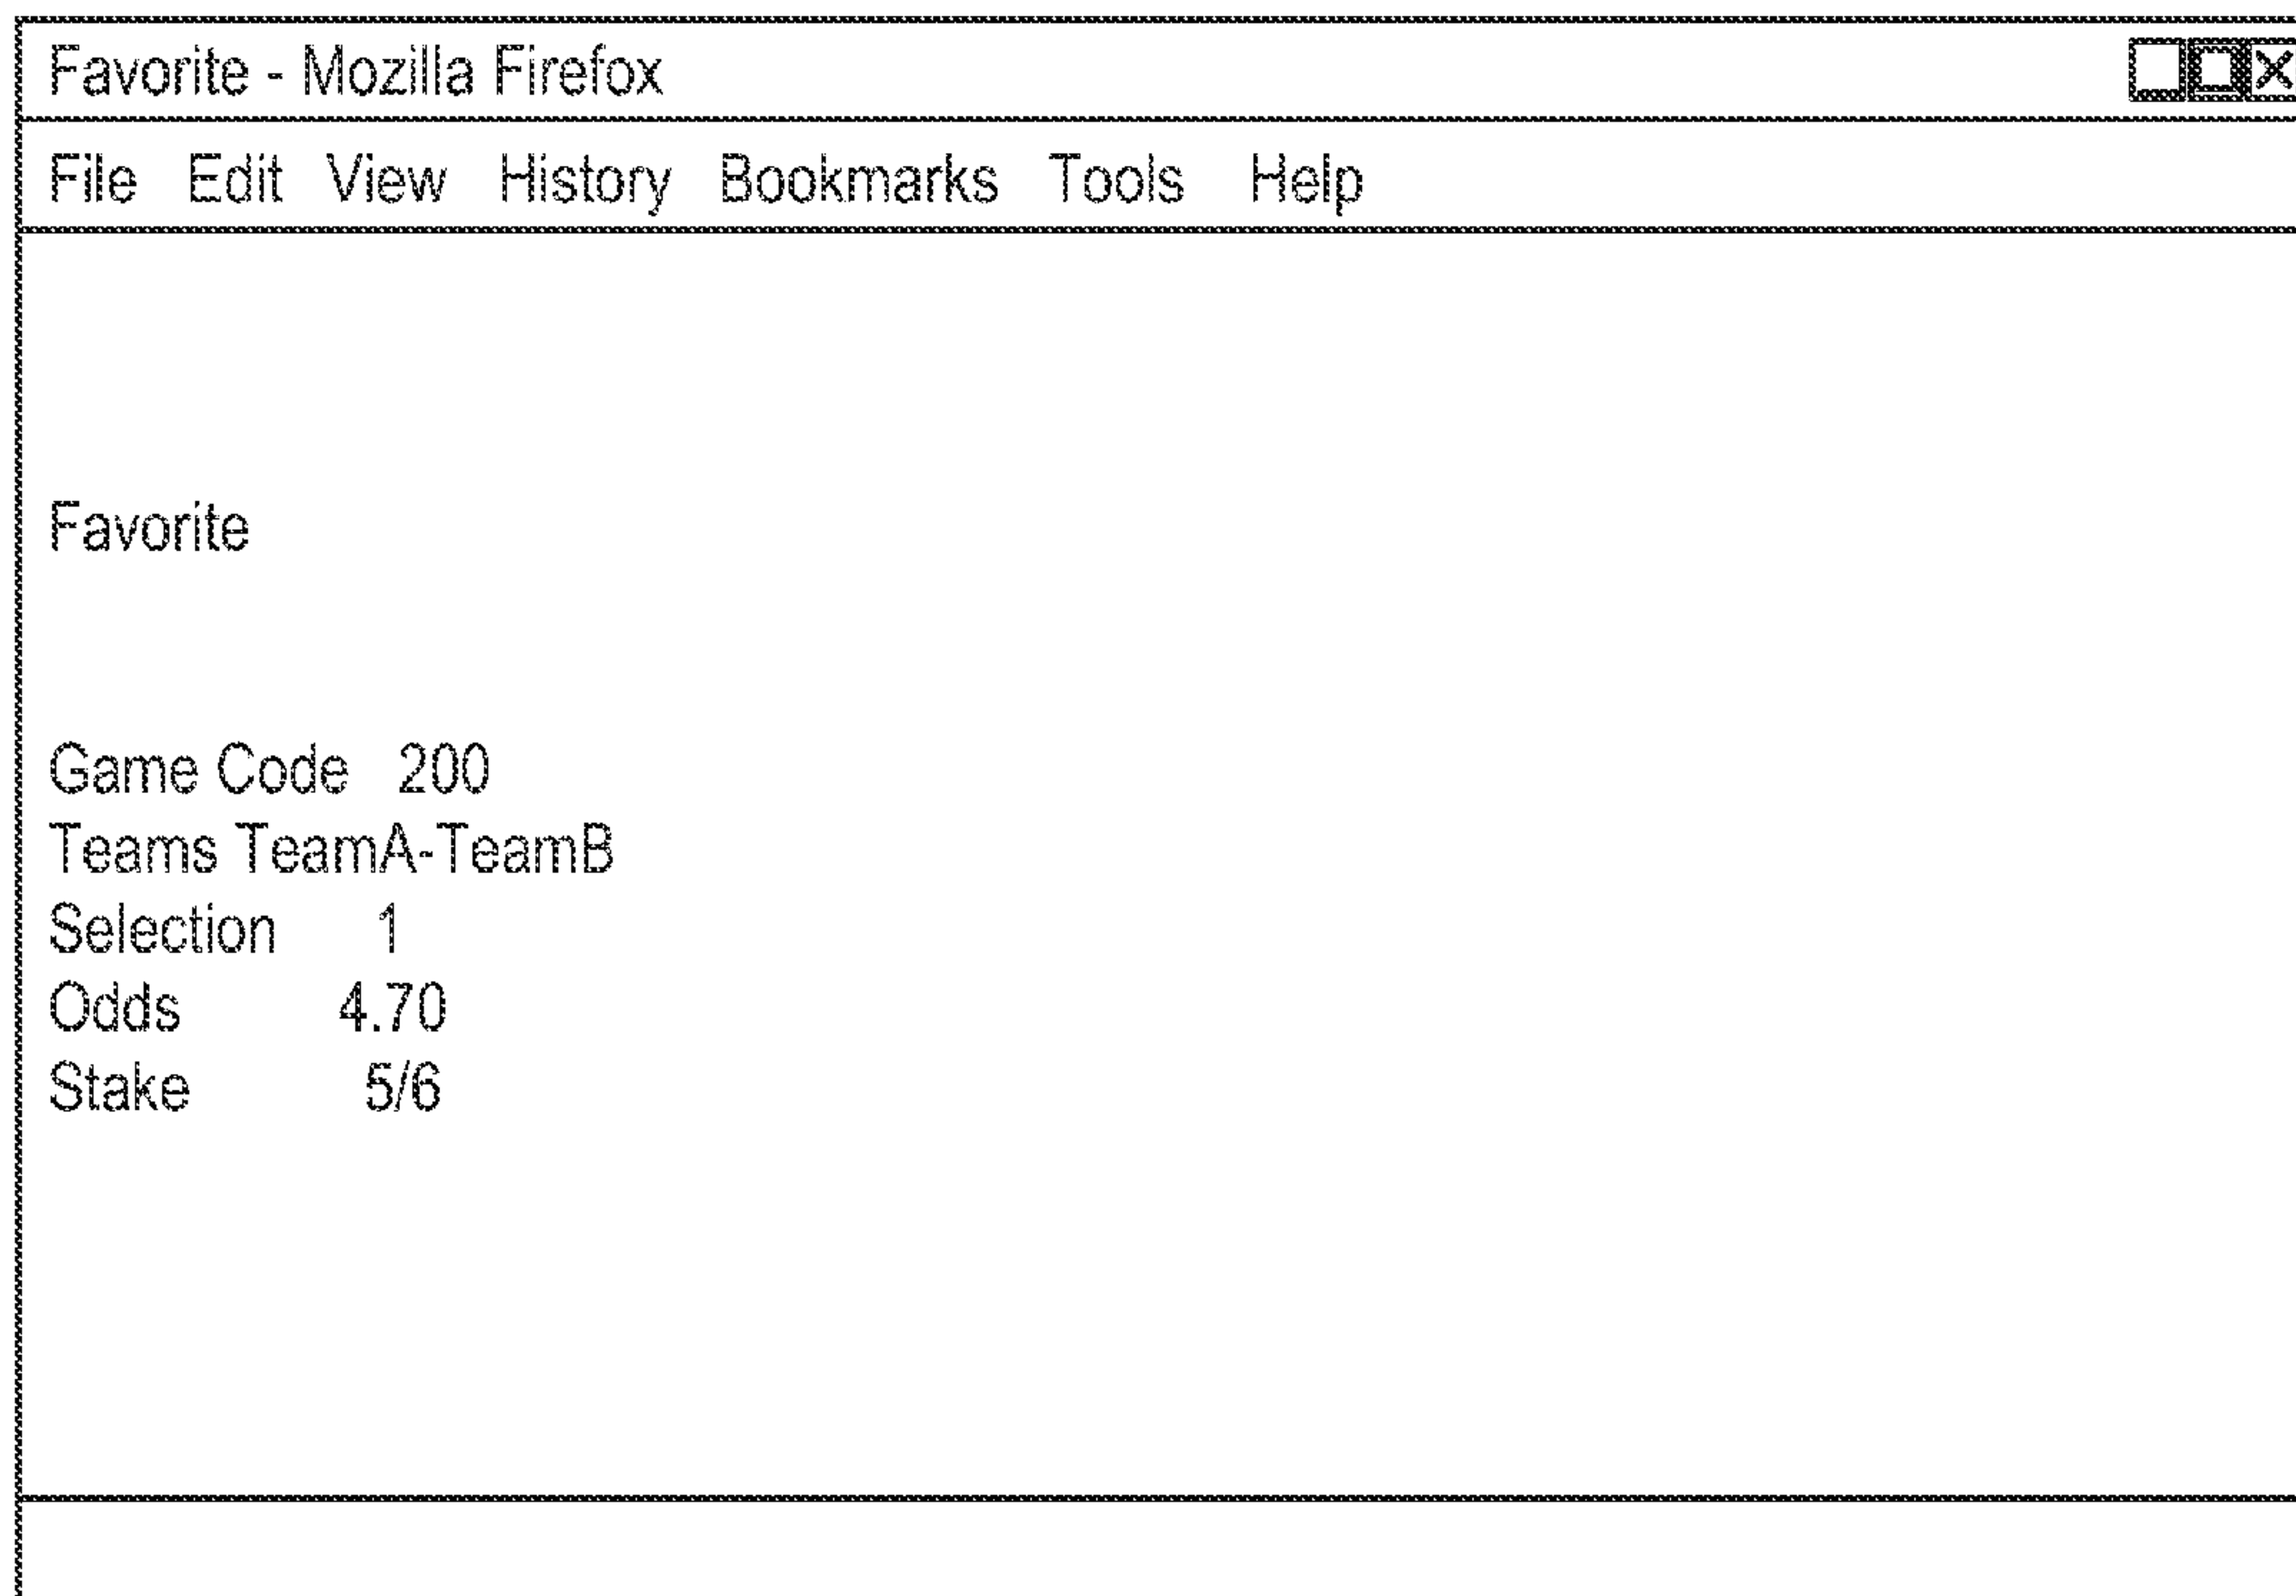 Favorite - Mozilla Firefox
File Edit View History Bookmarks Tools Help
Favorite
Game Code 200
Teams TeamA-TeamB
Selection 1
Odds 4.70
Stake 5/6